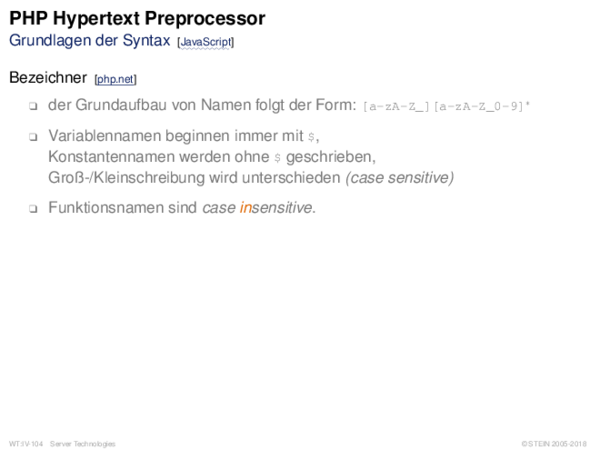 PHP Hypertext Preprocessor
Grundlagen der Syntax [JavaScript]
Bezeichner [php.net]
❑ der Grundaufbau von Namen folgt der Form: [a-zA-Z_][a-zA-Z_0-9]*
❑ Variablennamen beginnen immer mit $,
Konstantennamen werden ohne $ geschrieben,
Groß-/Kleinschreibung wird unterschieden (case sensitive)
❑ Funktionsnamen sind case insensitive.
WT:IV-104 Server Technologies
© STEIN 2005-2018